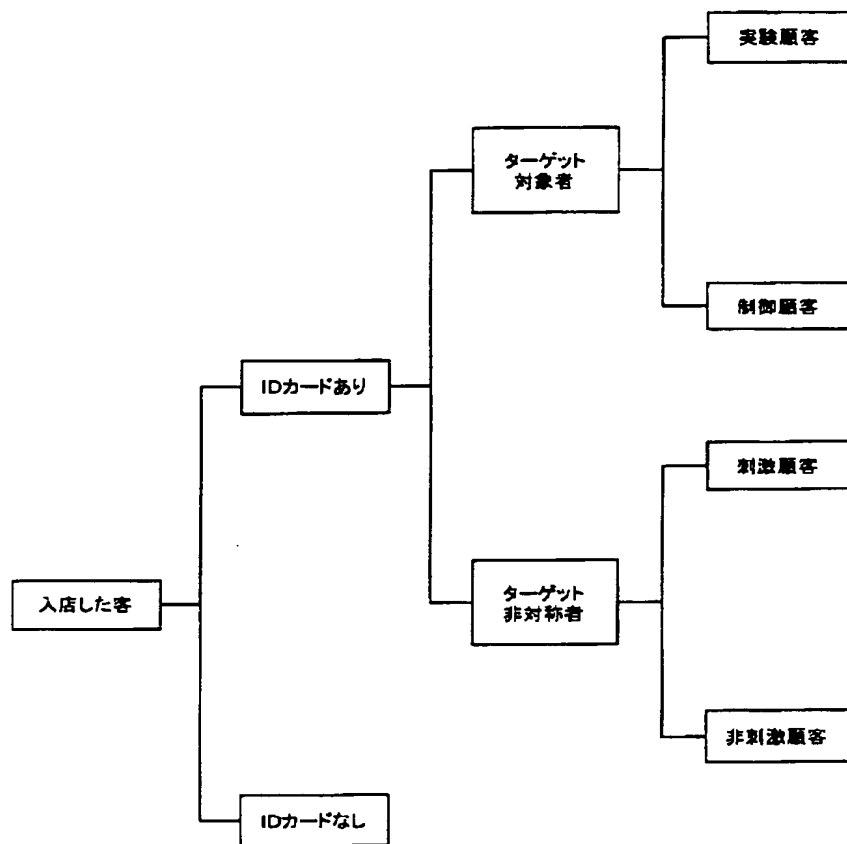 実験顧客
ターゲット
対象者
制御顧客
IDカードあり
刺激顧客
入店した客
ターゲット
非対称者
非刺激顧客
IDカードなし